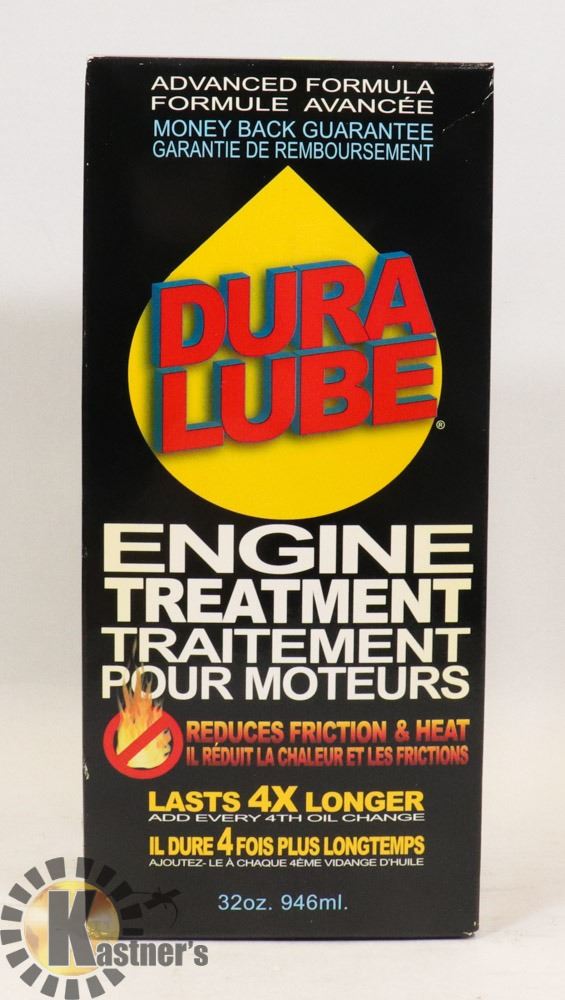 ADVANCED FORMULA
FORMULE AVANCÉE
MONEY BACK GUARANTEE
GARANTIE DE REMBOURSEMENT
DURA
LUBE®
ENGINE
TREATMENT
TRAITEMENT
POUR MOTEURS
REDUCES FRICTION & HEAT
IL RÉDUIT LA CHALEUR ET LES FRICTIONS
LASTS 4X LONGER
ADD EVERY 4TH OIL CHANGE
IL DURE 4 FOIS PLUS LONGTEMPS
AJOUTEZ- LE À CHAQUE 4ÈME VIDANGE D'HUILE
32oz. 946ml.
Kastner's